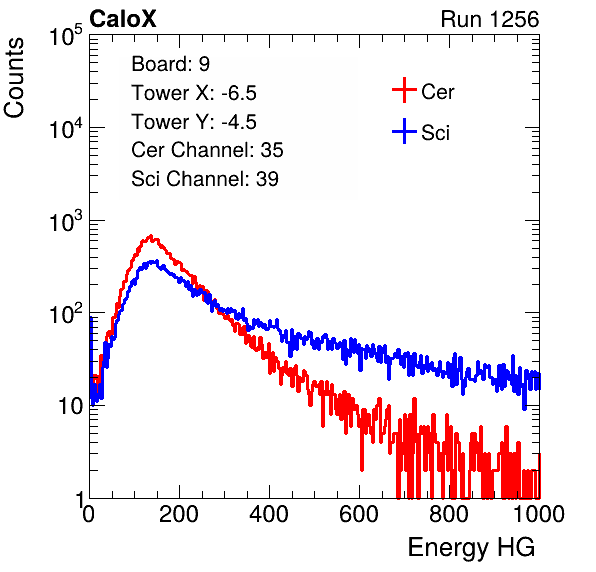 CaloX Run 1256
Counts
10^5
10^4
10^3
10^2
10
1
Board: 9
Tower X: -6.5
Tower Y: -4.5
Cer Channel: 35
Sci Channel: 39
Cer
Sci
0 200 400 600 800 1000
Energy HG